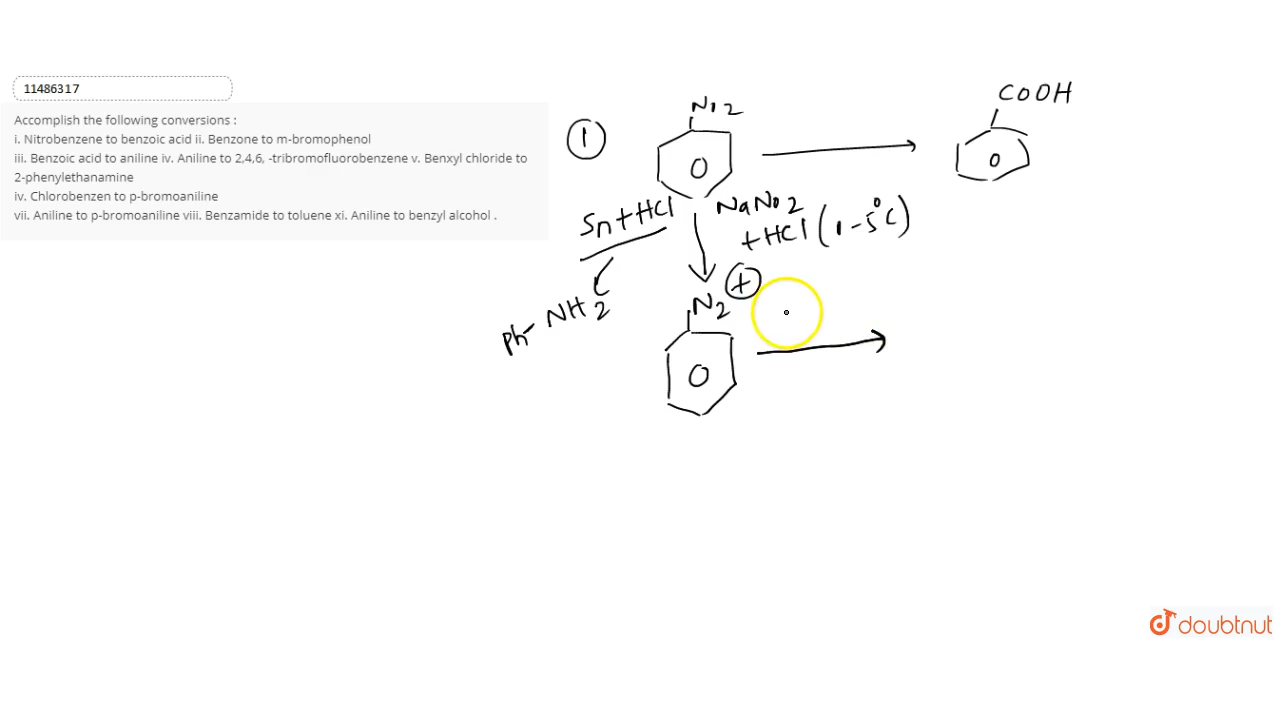 11486317
Accomplish the following conversions :
i. Nitrobenzene to benzoic acid ii. Benzone to m-bromophenol
iii. Benzoic acid to aniline iv. Aniline to 2,4,6, -tribromofluorobenzene v. Benxyl chloride to
2-phenylethanamine
iv. Chlorobenzen to p-bromoaniline
vii. Aniline to p-bromoaniline viii. Benzamide to toluene xi. Aniline to benzyl alcohol .
1
NO2
COOH
Sn+HCl
NaNO2
+HCl (1-5°C)
Ph-NH2
N2 +
doubtnut